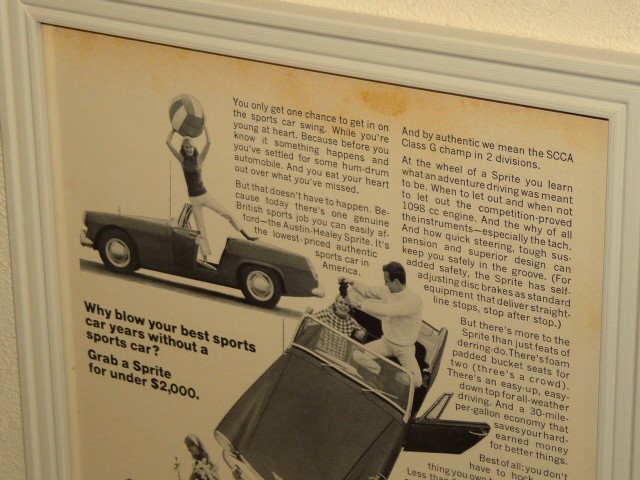 You only get one chance to get in on
the sports car swing. While you're
young at heart. Because before you
know it something happens and
you've settled for some hum-drum
automobile. And you eat your heart
out over what you've missed.
But that doesn't have to happen. Be-
cause today there's one genuine
British sports job you can easily af-
ford—the Austin-Healey Sprite. It's
the lowest-priced authentic
sports car in
America.
And by authentic we mean the SCCA
Class G champ in 2 divisions.
At the wheel of a Sprite you learn
what an adventure driving was meant
to be. When to let out and when not
to let out the competition-proved
1098 cc engine. And the why of all
the instruments—especially the tach.
And how quick steering, tough sus-
pension and superior design can
keep you safely in the groove. (For
added safety, the Sprite has self-
adjusting disc brakes as standard
equipment that deliver straight-
line stops, stop after stop.)
But there's more to the
Sprite than just feats of
derring-do. There's foam
padded bucket seats for
two (three's a crowd).
There's an easy-up, easy-
down top for all-weather
driving. And a 30-mile-
per-gallon economy that
saves your hard-
earned money
for better things.
Best of all: you don't
have to hock
thing you own
Less than
Why blow your best sports
car years without a
sports car?
Grab a Sprite
for under $2,000.